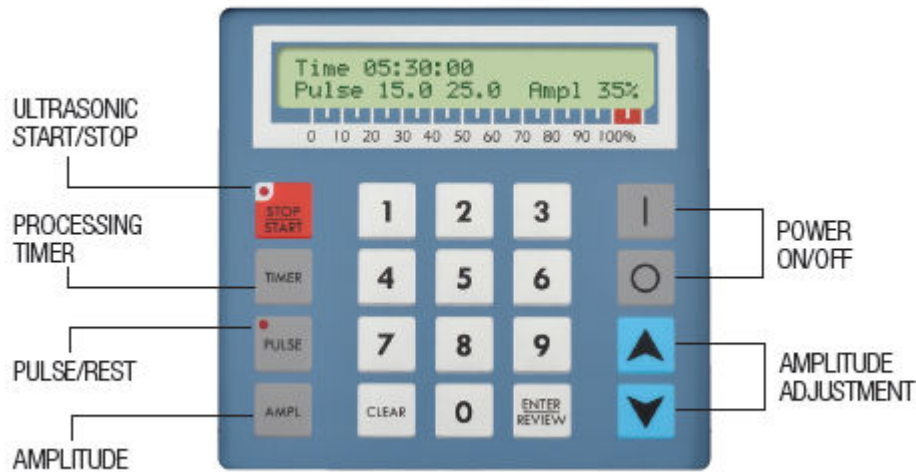 Time 05:30:00
Pulse 15.0 25.0 Ampl 35%
0 10 20 30 40 50 60 70 80 90 100%
ULTRASONIC
START/STOP
STOP
START
1 2 3
POWER
ON/OFF
PROCESSING
TIMER
TIMER
4 5 6
PULSE/REST
PULSE
7 8 9
AMPLITUDE
ADJUSTMENT
AMPLITUDE
AMPL
CLEAR
0
ENTER
REVIEW